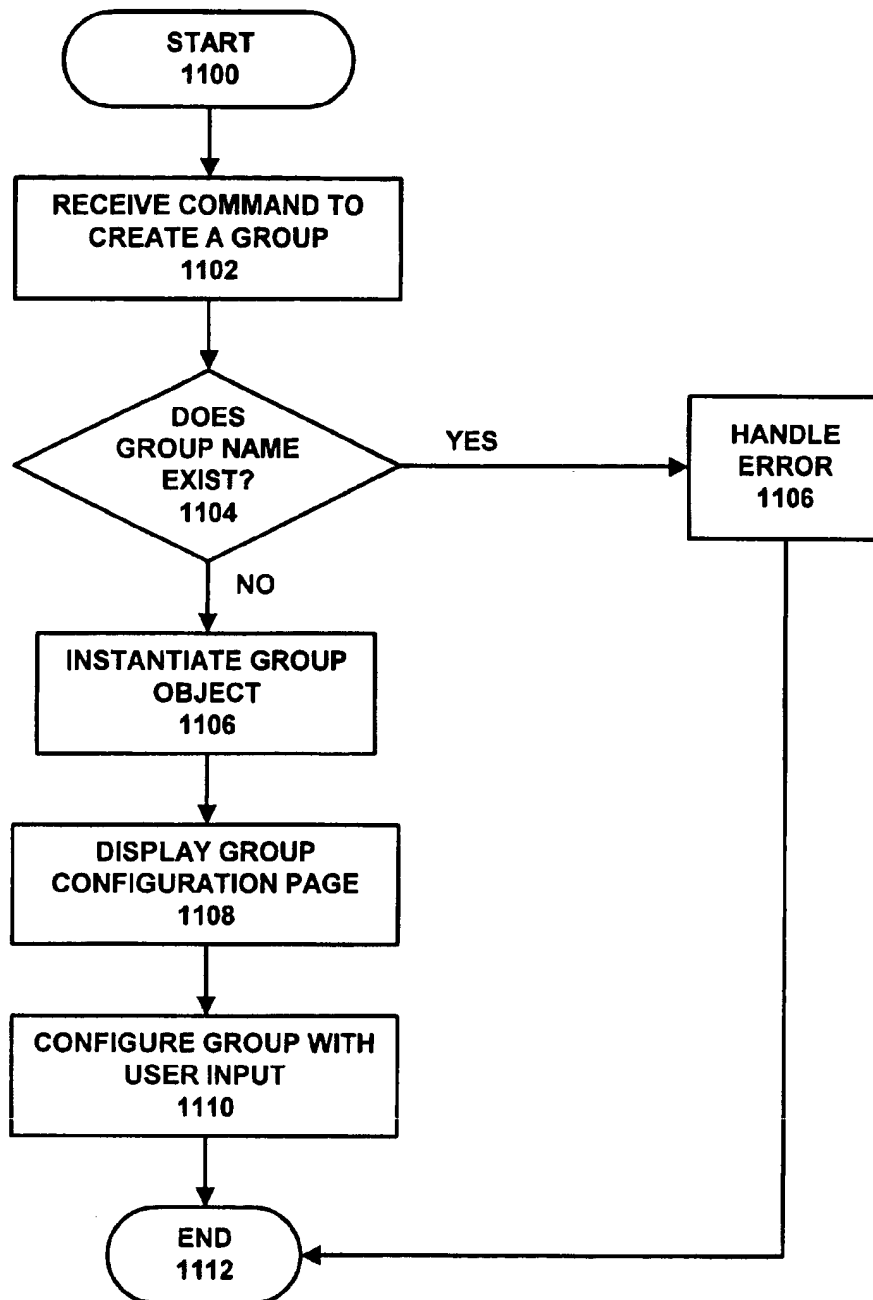 START
1100
RECEIVE COMMAND TO
CREATE A GROUP
1102
DOES
GROUP NAME
EXIST?
1104
YES
HANDLE
ERROR
1106
NO
INSTANTIATE GROUP
OBJECT
1106
DISPLAY GROUP
CONFIGURATION PAGE
1108
CONFIGURE GROUP WITH
USER INPUT
1110
END
1112